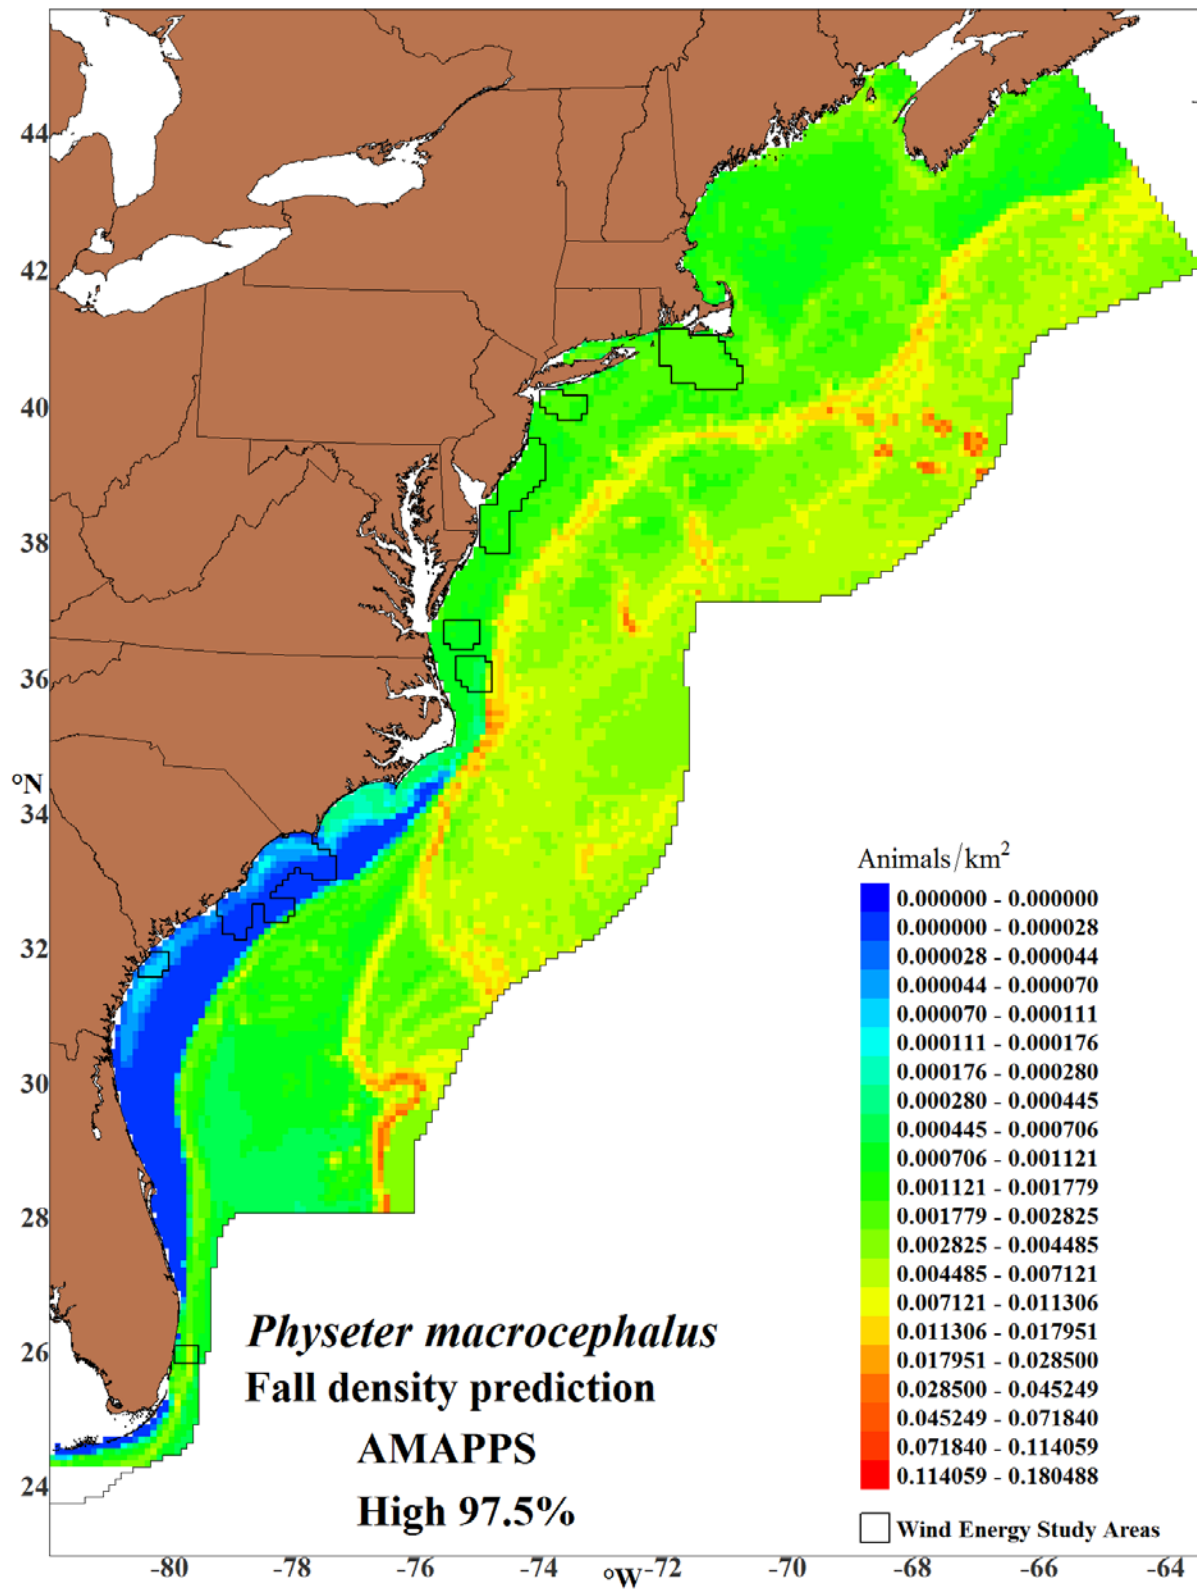 44
42
40
38
36
°N
34
32
30
28
26
24
Animals/km²
0.000000 - 0.000000
0.000000 - 0.000028
0.000028 - 0.000044
0.000044 - 0.000070
0.000070 - 0.000111
0.000111 - 0.000176
0.000176 - 0.000280
0.000280 - 0.000445
0.000445 - 0.000706
0.000706 - 0.001121
0.001121 - 0.001779
0.001779 - 0.002825
0.002825 - 0.004485
0.004485 - 0.007121
0.007121 - 0.011306
0.011306 - 0.017951
0.017951 - 0.028500
0.028500 - 0.045249
0.045249 - 0.071840
0.071840 - 0.114059
0.114059 - 0.180488
Wind Energy Study Areas
Physeter macrocephalus
Fall density prediction
AMAPPS
High 97.5%
-80 -78 -76 -74 °W -72 -70 -68 -66 -64